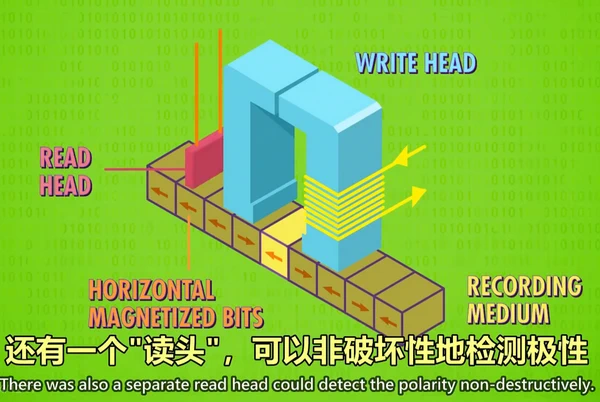 WRITE HEAD
READ
HEAD
HORIZONTAL
MAGNETIZED BITS
RECORDING
MEDIUM
还有一个"读头"，可以非破坏性地检测极性
There was also a separate read head could detect the polarity non-destructively.